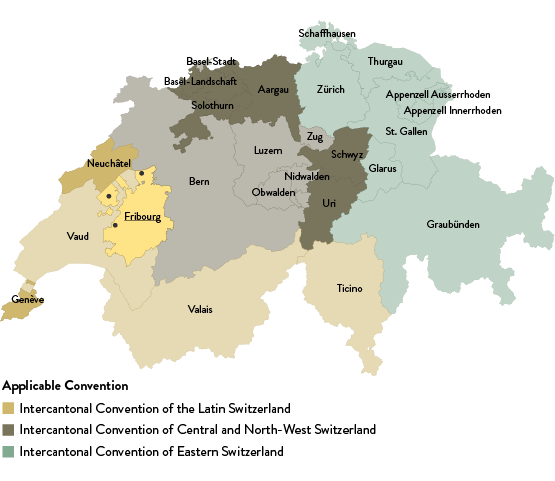 Schaffhausen
Thurgau
Basel-Stadt
Basel-Landschaft
Aargau
Zürich
Appenzell Ausserrhoden
Solothurn
Appenzell Innerrhoden
St. Gallen
Zug
Luzern
Schwyz
Neuchâtel
Glarus
Nidwalden
Bern
Obwalden
Uri
Fribourg
Graubünden
Vaud
Ticino
Genève
Valais
Applicable Convention
Intercantonal Convention of the Latin Switzerland
Intercantonal Convention of Central and North-West Switzerland
Intercantonal Convention of Eastern Switzerland